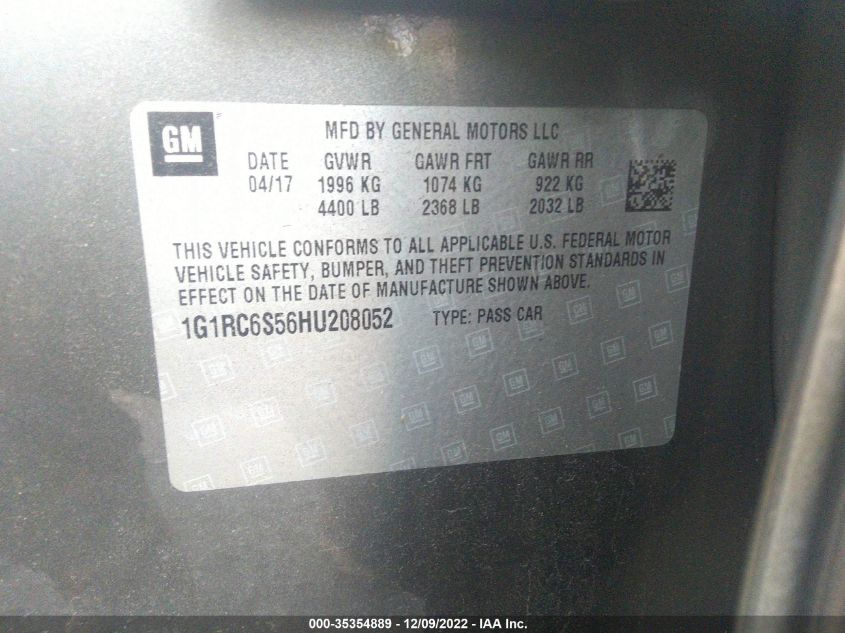 GM
MFD BY GENERAL MOTORS LLC
DATE GVWR GAWR FRT GAWR RR
04/17 1996 KG 1074 KG 922 KG
4400 LB 2368 LB 2032 LB
THIS VEHICLE CONFORMS TO ALL APPLICABLE U.S. FEDERAL MOTOR
VEHICLE SAFETY, BUMPER, AND THEFT PREVENTION STANDARDS IN
EFFECT ON THE DATE OF MANUFACTURE SHOWN ABOVE.
1G1RC6S56HU208052 TYPE: PASS CAR
000-35354889 - 12/09/2022 - IAA Inc.